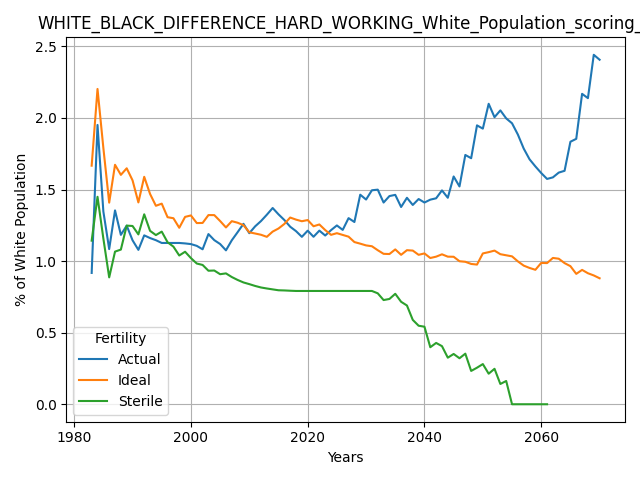 WHITE_BLACK_DIFFERENCE_HARD_WORKING_White_Population_scoring_
2.5
2.0
1.5
1.0
0.5
0.0
% of White Population
Fertility
Actual
Ideal
Sterile
1980 2000 2020 2040 2060
Years